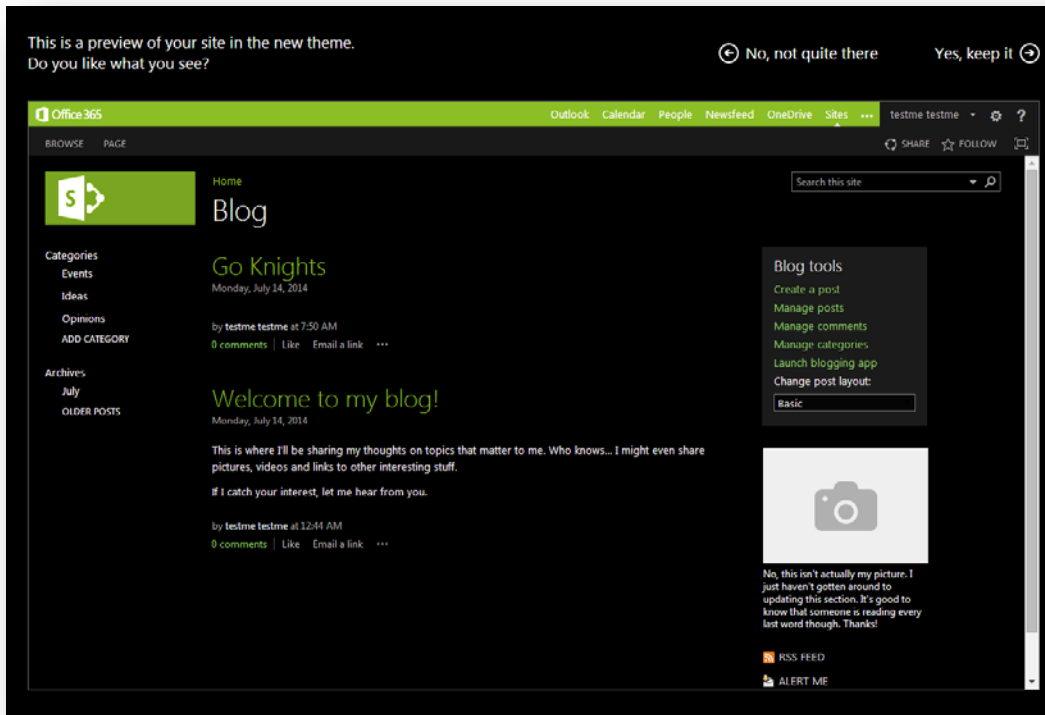 This is a preview of your site in the new theme.
Do you like what you see?
No, not quite there
Yes, keep it
Office 365
Outlook Calendar People Newsfeed OneDrive Sites ••• testme testme ?
BROWSE PAGE
SHARE FOLLOW
S
Home
Search this site
Blog
Categories
Events
Ideas
Opinions
ADD CATEGORY
Archives
July
OLDER POSTS
Go Knights
Monday, July 14, 2014
by testme testme at 7:50 AM
0 comments | Like Email a link •••
Welcome to my blog!
Monday, July 14, 2014
This is where I'll be sharing my thoughts on topics that matter to me. Who knows... I might even share
pictures, videos and links to other interesting stuff.
If I catch your interest, let me hear from you.
by testme testme at 12:44 AM
0 comments | Like Email a link •••
Blog tools
Create a post
Manage posts
Manage comments
Manage categories
Launch blogging app
Change post layout:
Basic
No, this isn't actually my picture. I
just haven't gotten around to
updating this section. It's good to
know that someone is reading every
last word though. Thanks!
RSS FEED
ALERT ME